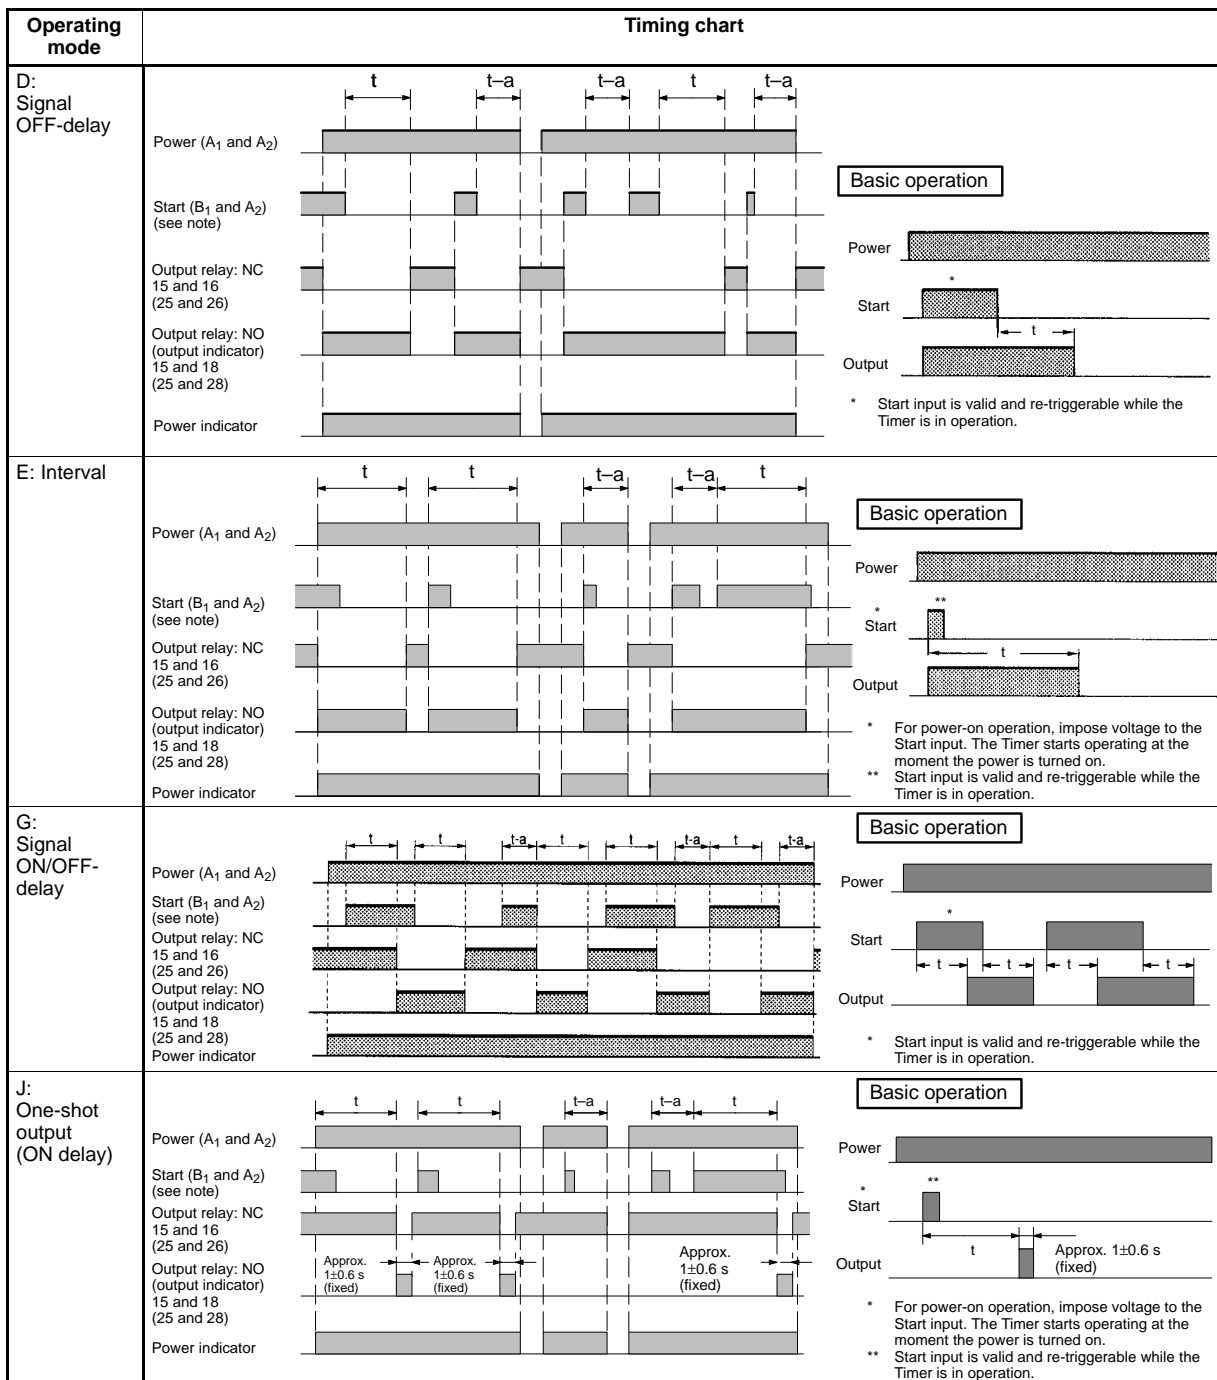 Operating
mode
Timing chart
D:
Signal
OFF-delay
t
t–a
t–a
t
t–a
Power (A1 and A2)
Start (B1 and A2)
(see note)
Output relay: NC
15 and 16
(25 and 26)
Output relay: NO
(output indicator)
15 and 18
(25 and 28)
Power indicator
Basic operation
Power
*
Start
t
Output
* Start input is valid and re-triggerable while the
Timer is in operation.
E: Interval
t
t
t–a
t–a
t
Power (A1 and A2)
Start (B1 and A2)
(see note)
Output relay: NC
15 and 16
(25 and 26)
Output relay: NO
(output indicator)
15 and 18
(25 and 28)
Power indicator
Basic operation
Power
*
**
Start
t
Output
* For power-on operation, impose voltage to the
Start input. The Timer starts operating at the
moment the power is turned on.
** Start input is valid and re-triggerable while the
Timer is in operation.
G:
Signal
ON/OFF-
delay
t
t
t-a
t
t
t-a
t
t-a
Power (A1 and A2)
Start (B1 and A2)
(see note)
Output relay: NC
15 and 16
(25 and 26)
Output relay: NO
(output indicator)
15 and 18
(25 and 28)
Power indicator
Basic operation
Power
*
Start
t
t
t
t
Output
* Start input is valid and re-triggerable while the
Timer is in operation.
J:
One-shot
output
(ON delay)
t
t
t–a
t–a
t
Power (A1 and A2)
Start (B1 and A2)
(see note)
Output relay: NC
15 and 16
(25 and 26)
Output relay: NO
(output indicator)
15 and 18
(25 and 28)
Approx.
1±0.6 s
(fixed)
Approx.
1±0.6 s
(fixed)
Approx.
1±0.6 s
(fixed)
Power indicator
Basic operation
Power
*
**
Start
t
Approx.
1±0.6 s
(fixed)
Output
* For power-on operation, impose voltage to the
Start input. The Timer starts operating at the
moment the power is turned on.
** Start input is valid and re-triggerable while the
Timer is in operation.